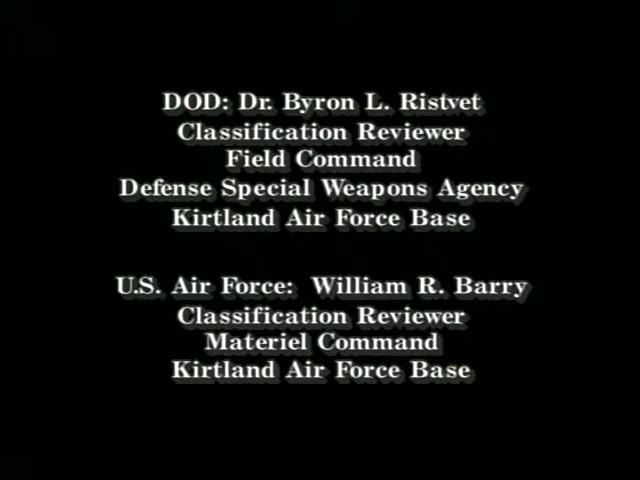 DOD: Dr. Byron L. Ristvet
Classification Reviewer
Field Command
Defense Special Weapons Agency
Kirtland Air Force Base
U.S. Air Force: William R. Barry
Classification Reviewer
Materiel Command
Kirtland Air Force Base